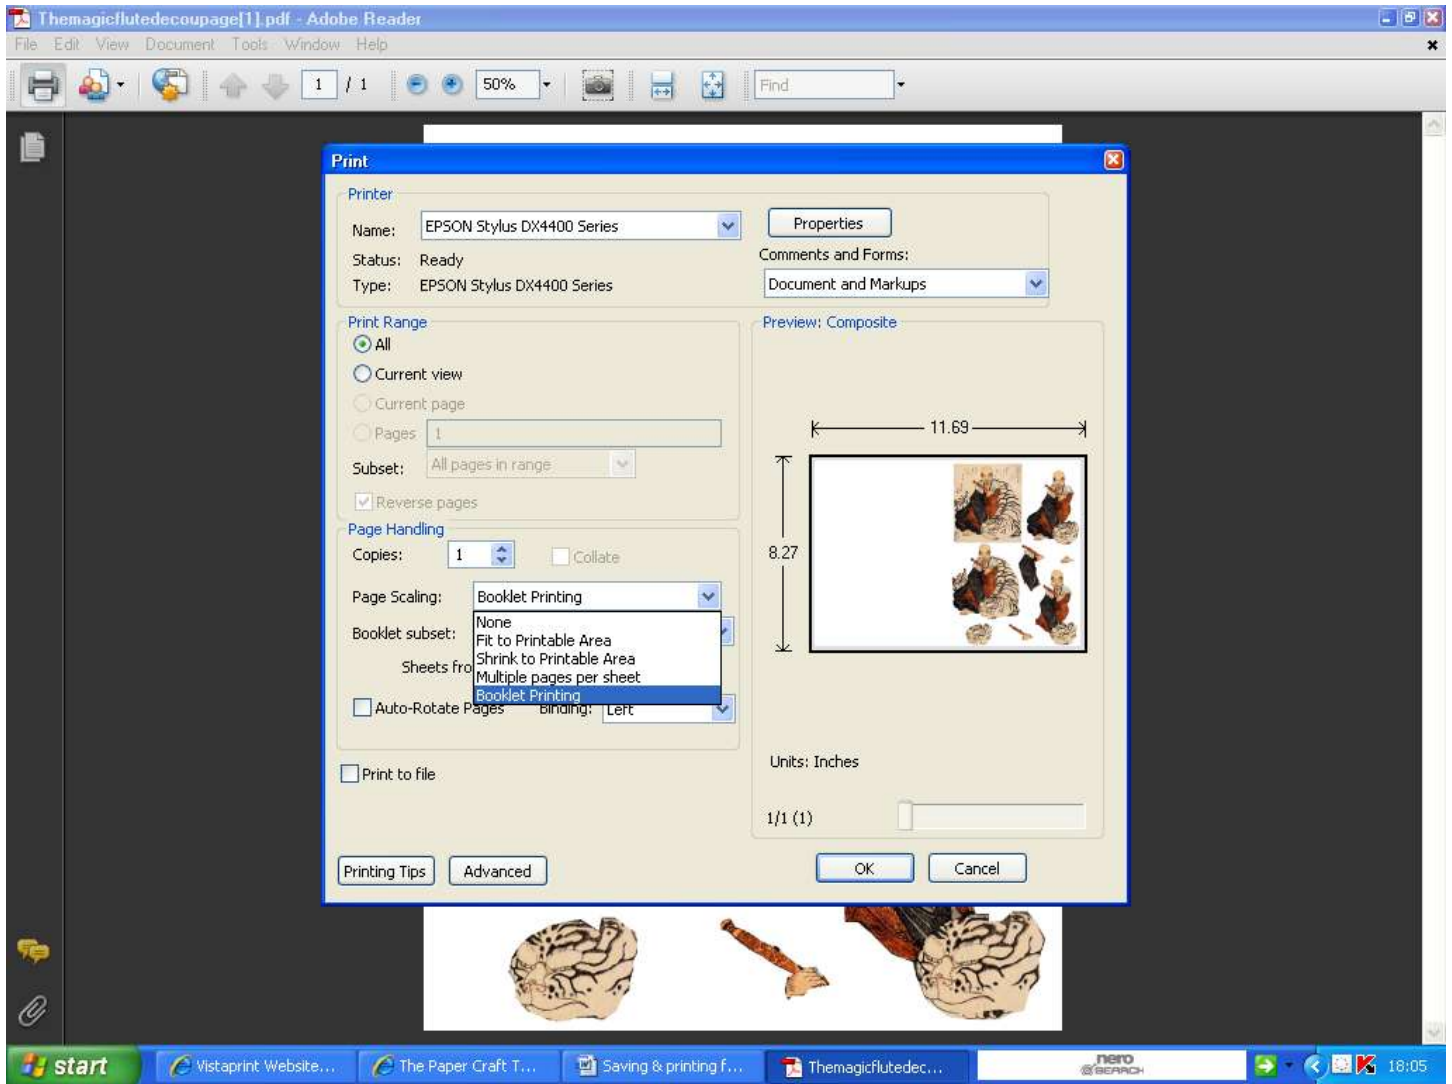 Themagicflutedecoupage[1].pdf - Adobe Reader
File Edit View Document Tools Window Help
1 / 1 50% Find
Print
Printer
Name: EPSON Stylus DX4400 Series Properties
Status: Ready Comments and Forms:
Type: EPSON Stylus DX4400 Series Document and Markups
Print Range Preview: Composite
All
Current view
Current page
Pages 1
Subset: All pages in range
Reverse pages
11.69
8.27
Page Handling
Copies: 1 Collate
Page Scaling: Booklet Printing
None
Booklet subset: Fit to Printable Area
Sheets fro Shrink to Printable Area
Multiple pages per sheet
Booklet Printing
Auto-Rotate Pages Binding: Left
Print to file
Units: Inches
1/1 (1)
Printing Tips Advanced OK Cancel
start Vistaprint Website... The Paper Craft T... Saving & printing f... Themagicflutedec... nero SEARCH 18:05